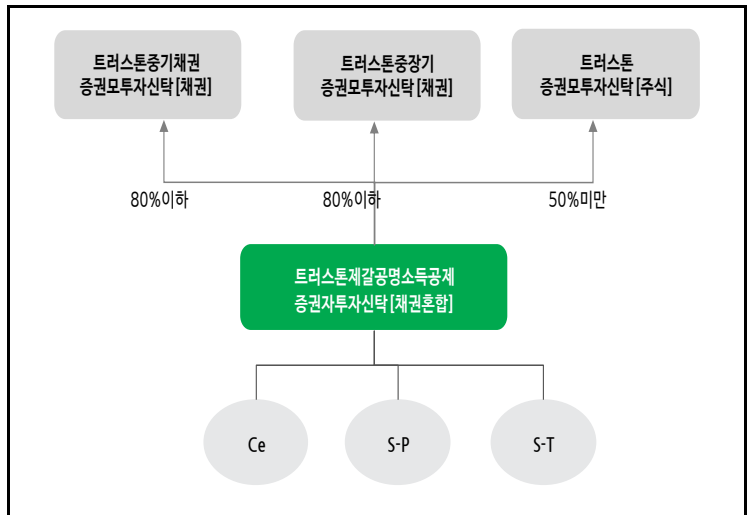 트러스톤중기채권
증권모투자신탁[채권]
트러스톤중장기
증권모투자신탁[채권]
트러스톤
증권모투자신탁[주식]
80%이하
80%이하
50%미만
트러스톤제갈공명소득공제
증권자투자신탁[채권혼합]
Ce
S-P
S-T